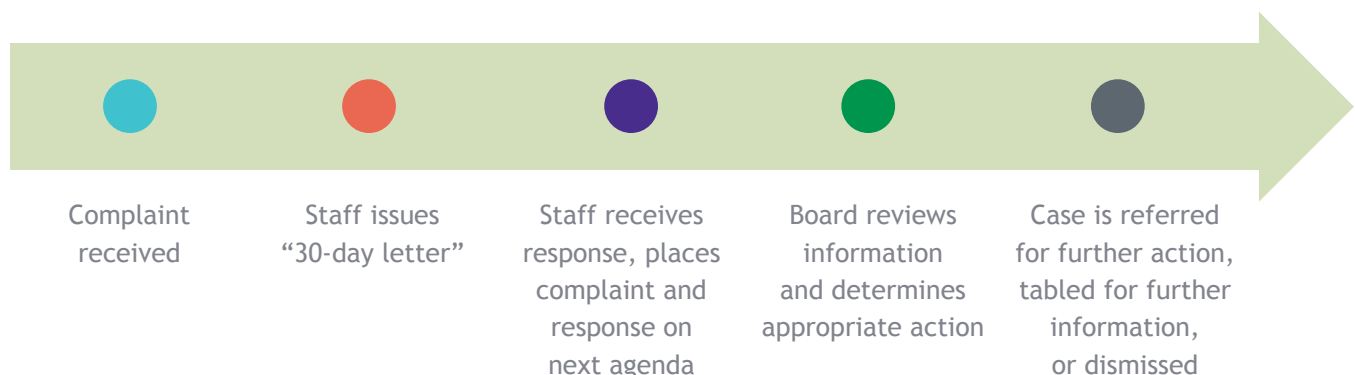 Complaint
received
Staff issues
“30-day letter”
Staff receives
response, places
complaint and
response on
next agenda
Board reviews
information
and determines
appropriate action
Case is referred
for further action,
tabled for further
information,
or dismissed